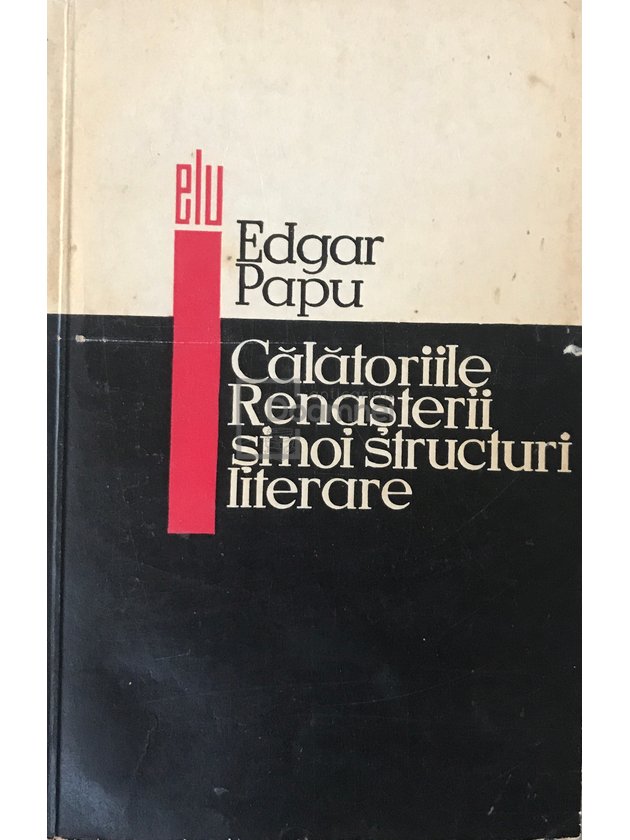 elu
Edgar
Papu
Călătoriile
Renașterii
și noi structuri
literare